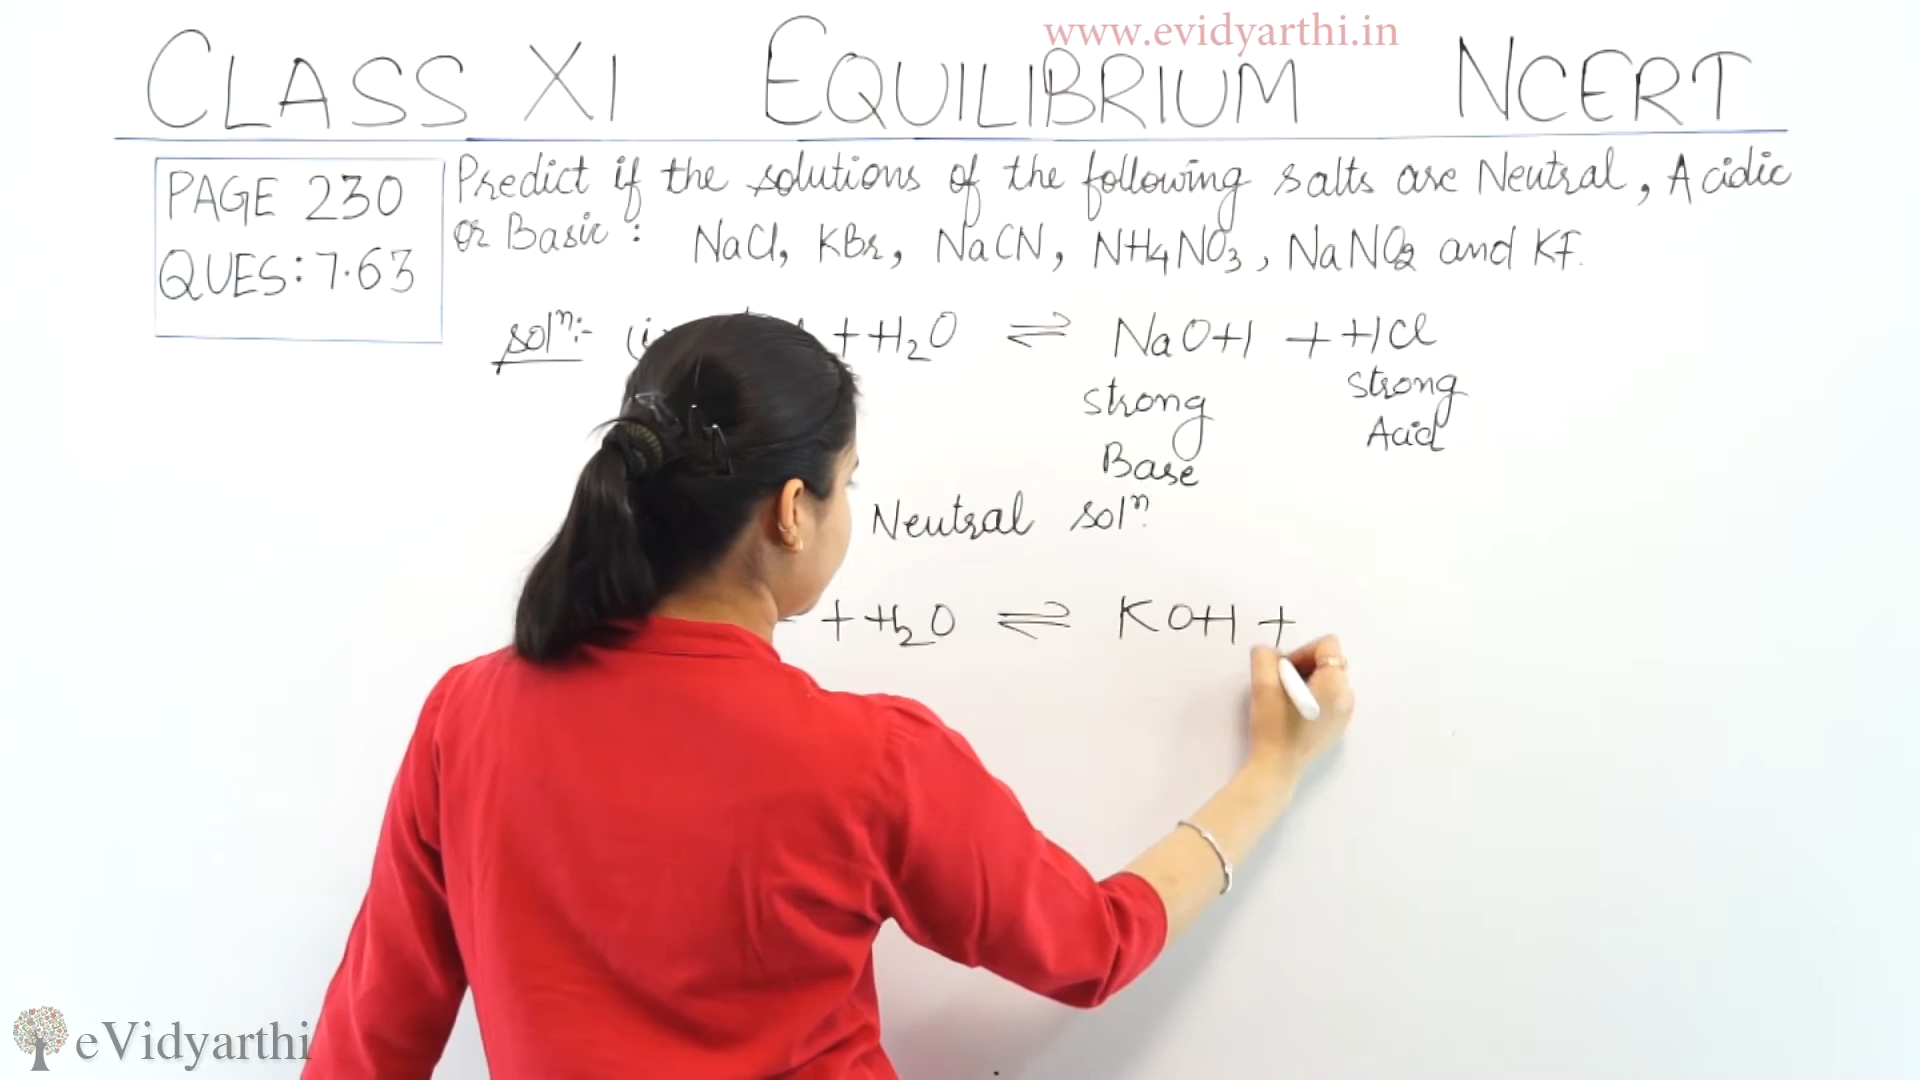 www.evidyarthi.in
CLASS XI EQUILIBRIUM NCERT
PAGE 230
QUES: 7.63
Predict if the solutions of the following salts are Neutral, Acidic
or Basic: NaCl, KBr, NaCN, NH4NO3, NaNO2 and KF.
solⁿ:- (i + H2O ⇌ NaOH + HCl
strong Base
strong Acid
Neutral solⁿ.
+ H2O ⇌ KOH +
eVidyarthi